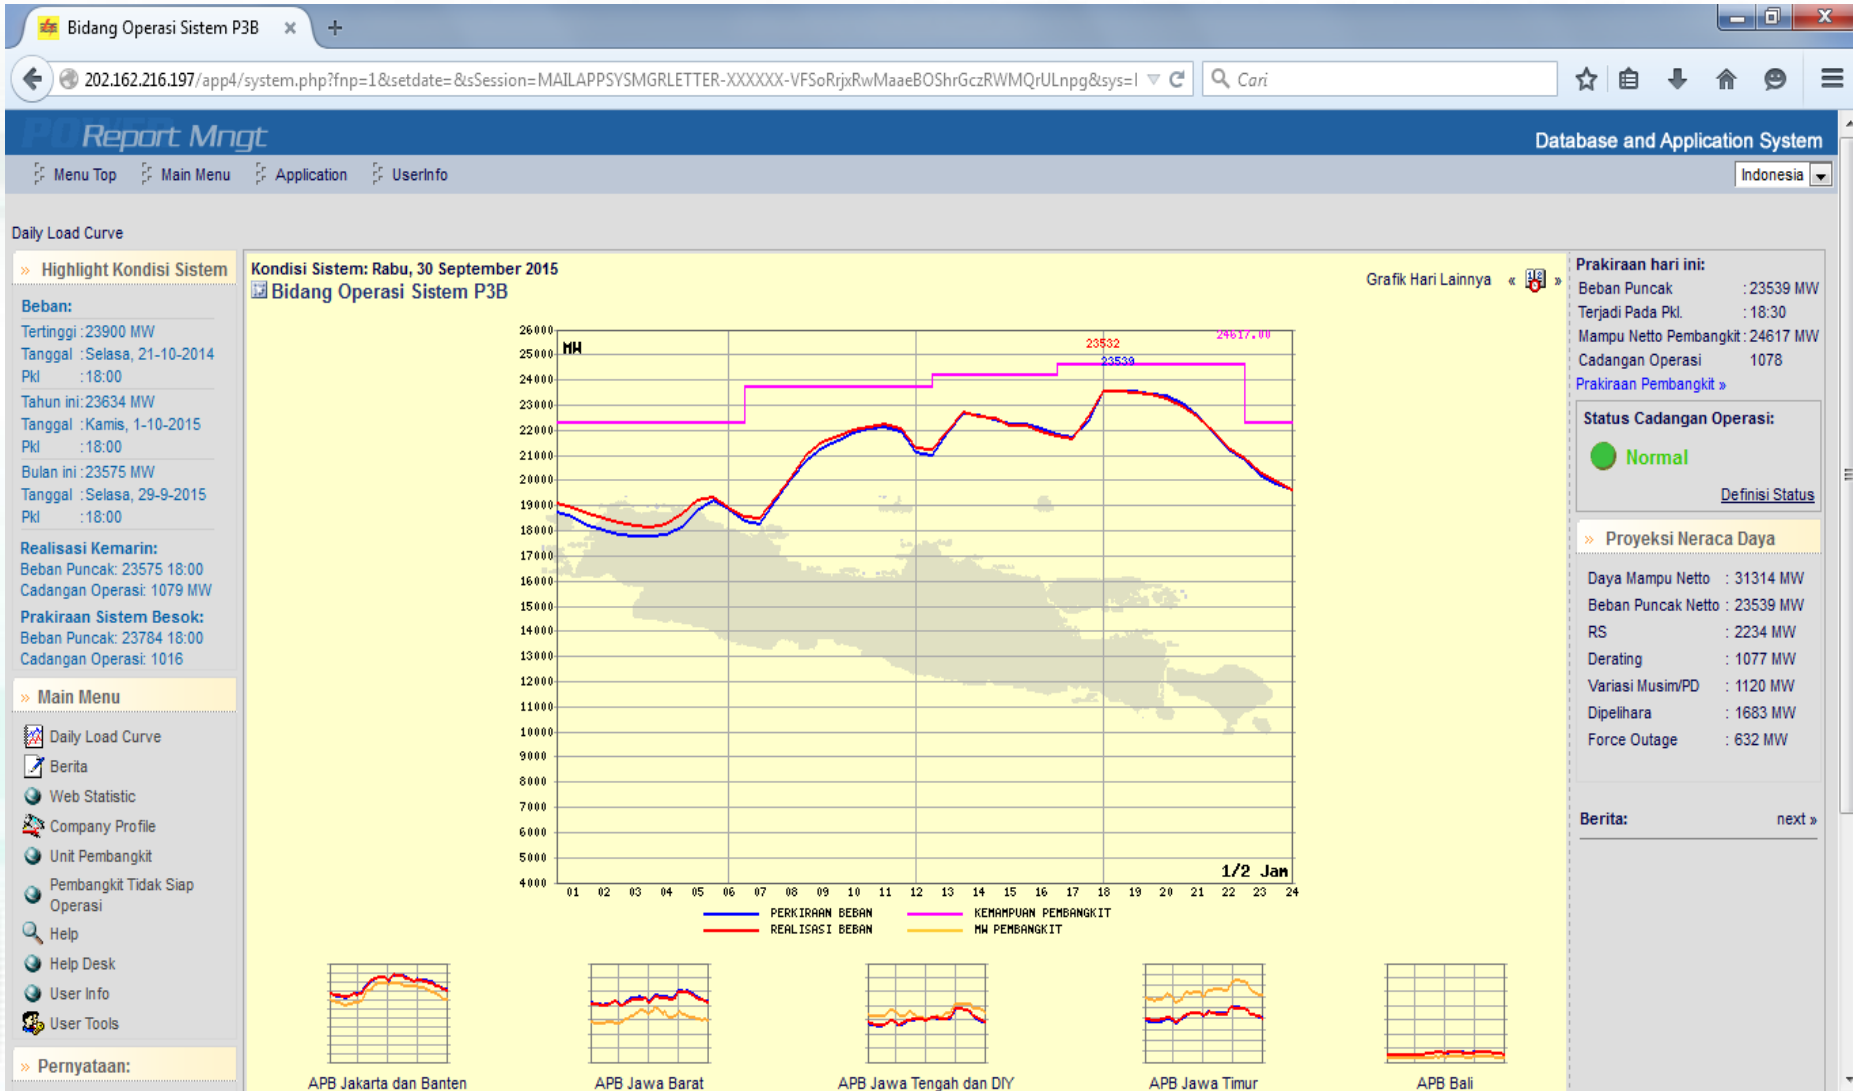 Bidang Operasi Sistem P3B
202.162.216.197/app4/system.php?fnp=1&setdate=&sSession=MAILAPPSYSMGRLETTER-XXXXXX-VFSoRrjxRwMaaeBOShrGczRWMQrULnpg&sys=
Cari
POWER Report Mngt
Database and Application System
Menu Top Main Menu Application UserInfo
Indonesia
Daily Load Curve
» Highlight Kondisi Sistem
Beban:
Tertinggi :23900 MW
Tanggal :Selasa, 21-10-2014
Pkl :18:00
Tahun ini:23634 MW
Tanggal :Kamis, 1-10-2015
Pkl :18:00
Bulan ini :23575 MW
Tanggal :Selasa, 29-9-2015
Pkl :18:00
Realisasi Kemarin:
Beban Puncak: 23575 18:00
Cadangan Operasi: 1079 MW
Prakiraan Sistem Besok:
Beban Puncak: 23784 18:00
Cadangan Operasi: 1016
» Main Menu
Daily Load Curve
Berita
Web Statistic
Company Profile
Unit Pembangkit
Pembangkit Tidak Siap
Operasi
Help
Help Desk
User Info
User Tools
» Pernyataan:
Kondisi Sistem: Rabu, 30 September 2015
Bidang Operasi Sistem P3B
Grafik Hari Lainnya « »
MW
24617.00
23532
23539
26000
25000
24000
23000
22000
21000
20000
19000
18000
17000
16000
15000
14000
13000
12000
11000
10000
9000
8000
7000
6000
5000
4000
1/2 Jam
01 02 03 04 05 06 07 08 09 10 11 12 13 14 15 16 17 18 19 20 21 22 23 24
PERKIRAAN BEBAN KEMAMPUAN PEMBANGKIT
REALISASI BEBAN MW PEMBANGKIT
APB Jakarta dan Banten
APB Jawa Barat
APB Jawa Tengah dan DIY
APB Jawa Timur
APB Bali
Prakiraan hari ini:
Beban Puncak : 23539 MW
Terjadi Pada Pkl. : 18:30
Mampu Netto Pembangkit : 24617 MW
Cadangan Operasi 1078
Prakiraan Pembangkit »
Status Cadangan Operasi:
Normal
Definisi Status
» Proyeksi Neraca Daya
Daya Mampu Netto : 31314 MW
Beban Puncak Netto : 23539 MW
RS : 2234 MW
Derating : 1077 MW
Variasi Musim/PD : 1120 MW
Dipelihara : 1683 MW
Force Outage : 632 MW
Berita: next »